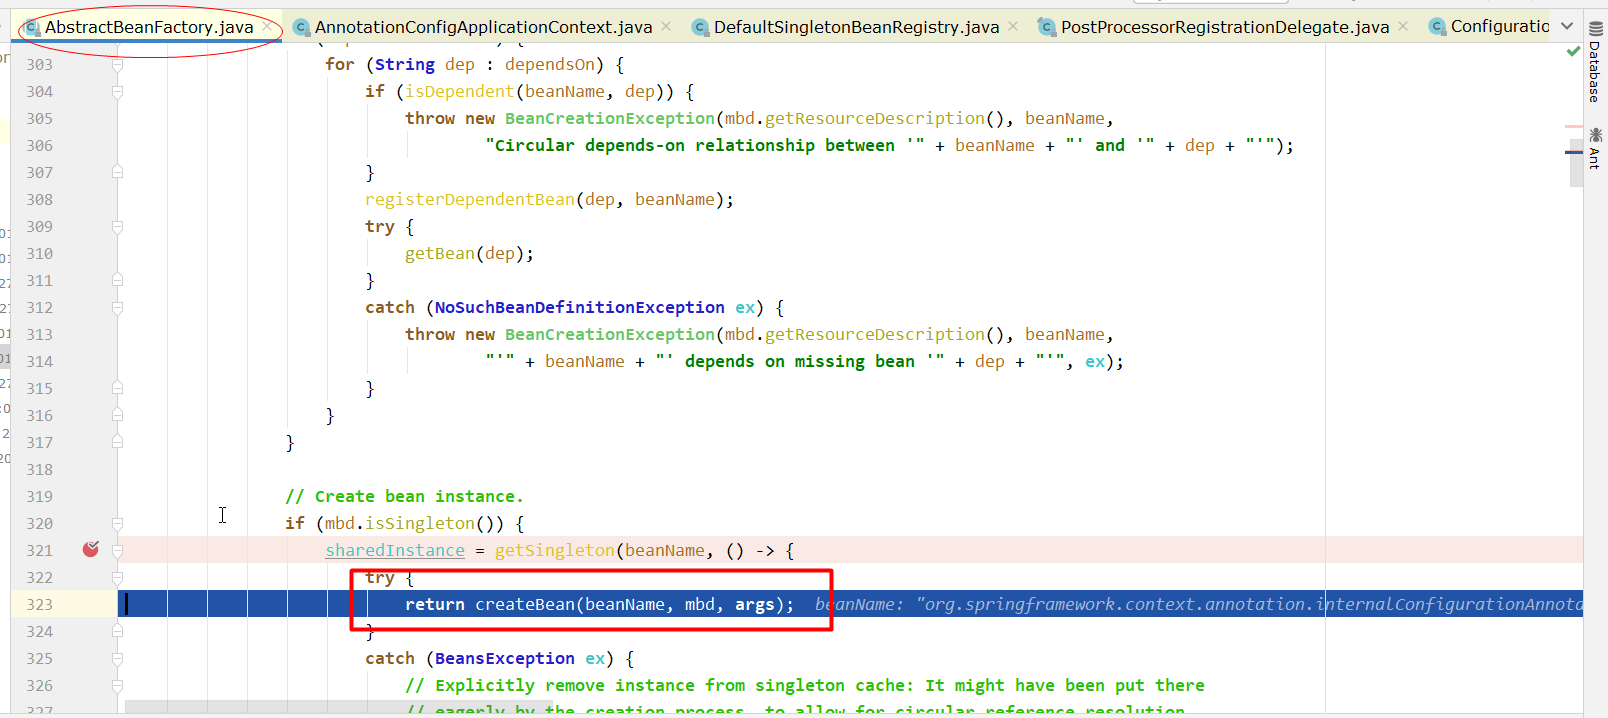 AbstractBeanFactory.java × AnnotationConfigApplicationContext.java × DefaultSingletonBeanRegistry.java × PostProcessorRegistrationDelegate.java × Configuratio
303 for (String dep : dependsOn) {
304 if (isDependent(beanName, dep)) {
305 throw new BeanCreationException(mbd.getResourceDescription(), beanName,
306 "Circular depends-on relationship between '" + beanName + "' and '" + dep + "'");
307 }
308 registerDependentBean(dep, beanName);
309 try {
310 getBean(dep);
311 }
312 catch (NoSuchBeanDefinitionException ex) {
313 throw new BeanCreationException(mbd.getResourceDescription(), beanName,
314 "'" + beanName + "' depends on missing bean '" + dep + "'", ex);
315 }
316 }
317 }
318
319 // Create bean instance.
320 if (mbd.isSingleton()) {
321 sharedInstance = getSingleton(beanName, () -> {
322 try {
323 return createBean(beanName, mbd, args); beanName: "org.springframework.context.annotation.internalConfigurationAnnota
324 }
325 catch (BeansException ex) {
326 // Explicitly remove instance from singleton cache: It might have been put there
327 // eagerly by the creation process, to allow for circular reference resolution
Database
Ant